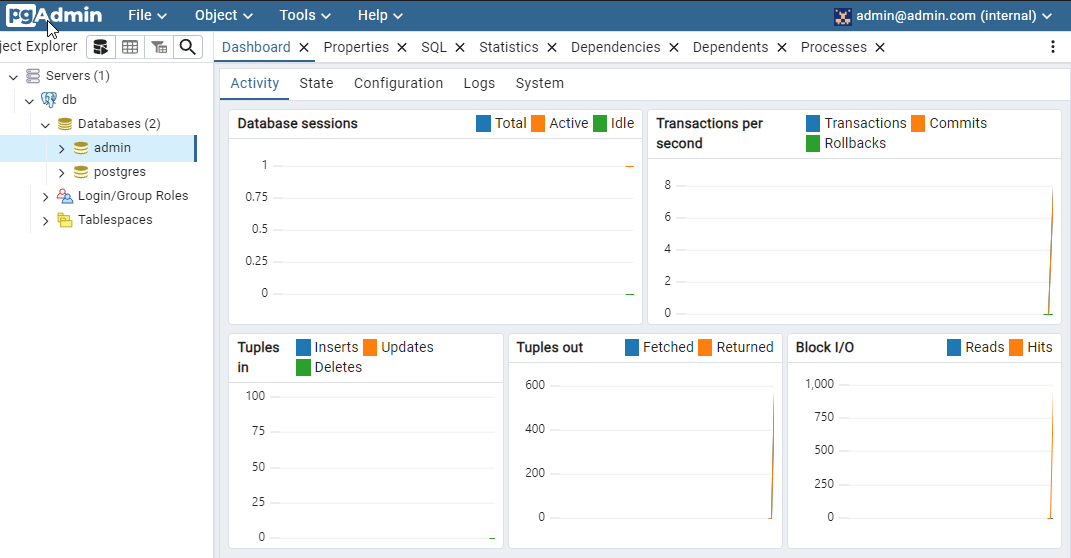 pgAdmin File Object Tools Help admin@admin.com (internal)
ject Explorer
Dashboard Properties SQL Statistics Dependencies Dependents Processes
Servers (1)
db
Databases (2)
admin
postgres
Login/Group Roles
Tablespaces
Activity State Configuration Logs System
Database sessions Total Active Idle
1
0.75
0.5
0.25
0
Transactions per
second
Transactions Commits
Rollbacks
8
6
4
2
0
Tuples
in
Inserts Updates
Deletes
100
75
50
25
0
Tuples out Fetched Returned
600
400
200
0
Block I/O Reads Hits
1,000
750
500
250
0